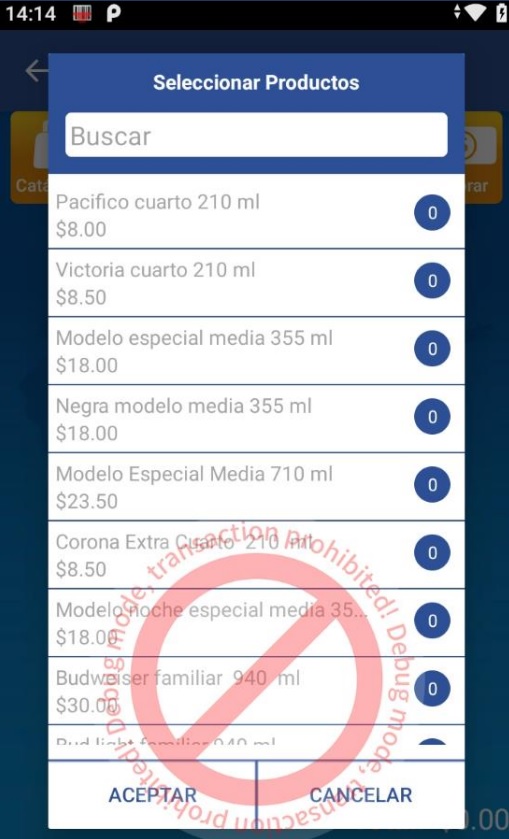 14:14
Seleccionar Productos
Buscar
Catá
rar
Pacifico cuarto 210 ml
$8.00
0
Victoria cuarto 210 ml
$8.50
0
Modelo especial media 355 ml
$18.00
0
Negra modelo media 355 ml
$18.00
0
Modelo Especial Media 710 ml
$23.50
0
Corona Extra Cuarto 210 ml
$8.50
0
Modelo noche especial media 35...
$18.00
0
Budweiser familiar 940 ml
$30.00
0
Bud light familiar 940 ml
ACEPTAR
CANCELAR
0.00
Debug mode, transaction prohibited! Debug mode, transaction prohibited!